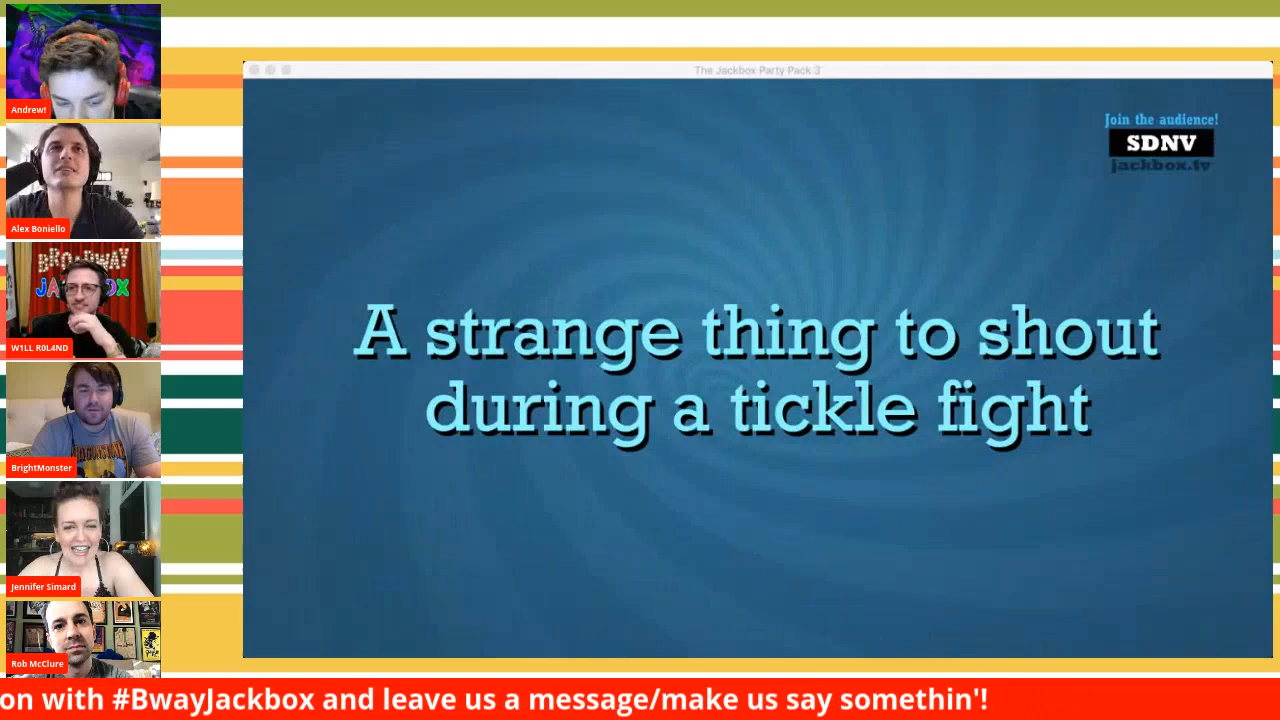 Andrew!
Alex Boniello
BROADWAY
W1LL R0L4ND
BrightMonster
Jennifer Simard
Rob McClure
The Jackbox Party Pack 3
Join the audience!
SDNV
jackbox.tv
A strange thing to shout
during a tickle fight
on with #BwayJackbox and leave us a message/make us say somethin'!